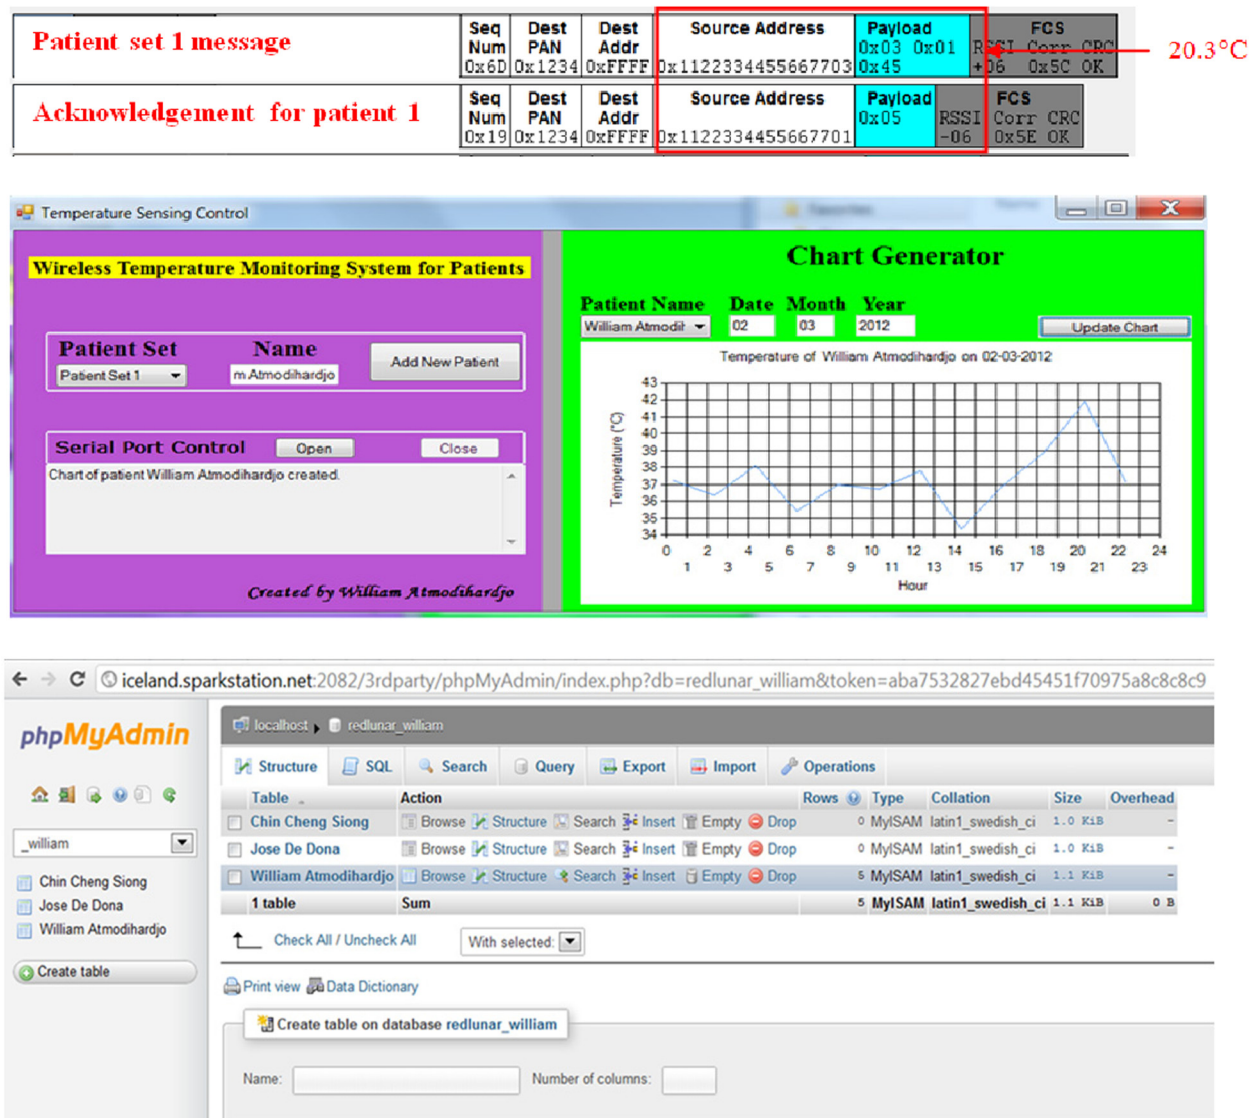 Patient set 1 message
Seq Num 0x6D
Dest PAN 0x1234
Dest Addr 0xFFFF
Source Address 0x1122334455667703
Payload 0x03 0x01 0x45
FCS
RSSI Corr CRC
+06 0x5C OK
20.3°C
Acknowledgement for patient 1
Seq Num 0x19
Dest PAN 0x1234
Dest Addr 0xFFFF
Source Address 0x1122334455667701
Payload 0x05
FCS
RSSI Corr CRC
-06 0x5E OK
Temperature Sensing Control
Wireless Temperature Monitoring System for Patients
Patient Set Name
Patient Set 1 m Atmodihardjo Add New Patient
Serial Port Control Open Close
Chart of patient William Atmodihardjo created.
Created by William Atmodihardjo
Chart Generator
Patient Name Date Month Year
William Atmodih 02 03 2012 Update Chart
Temperature of William Atmodihardjo on 02-03-2012
Temperature (°C)
43
42
41
40
39
38
37
36
35
34
0 2 4 6 8 10 12 14 16 18 20 22 24
1 3 5 7 9 11 13 15 17 19 21 23
Hour
iceland.sparkstation.net:2082/3rdparty/phpMyAdmin/index.php?db=redlunar_william&token=aba7532827ebd45451f70975a8c8c8c9
phpMyAdmin
_william
Chin Cheng Siong
Jose De Dona
William Atmodihardjo
Create table
localhost redlunar_william
Structure SQL Search Query Export Import Operations
Table Action Rows Type Collation Size Overhead
Chin Cheng Siong Browse Structure Search Insert Empty Drop 0 MyISAM latin1_swedish_ci 1.0 KiB -
Jose De Dona Browse Structure Search Insert Empty Drop 0 MyISAM latin1_swedish_ci 1.0 KiB -
William Atmodihardjo Browse Structure Search Insert Empty Drop 5 MyISAM latin1_swedish_ci 1.1 KiB -
1 table Sum 5 MyISAM latin1_swedish_ci 1.1 KiB 0 B
Check All / Uncheck All With selected:
Print view Data Dictionary
Create table on database redlunar_william
Name: Number of columns: